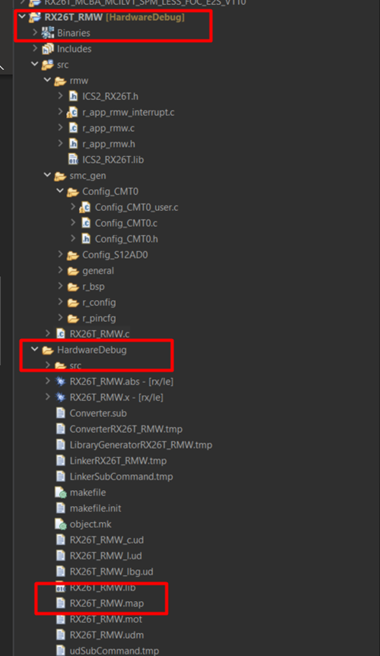 RX26T_MCBA_MCILV1_SPM_LESS_FOC_E2S_V110
RX26T_RMW [HardwareDebug]
Binaries
Includes
src
rmw
ICS2_RX26T.h
r_app_rmw_interrupt.c
r_app_rmw.c
r_app_rmw.h
ICS2_RX26T.lib
smc_gen
Config_CMT0
Config_CMT0_user.c
Config_CMT0.c
Config_CMT0.h
Config_S12AD0
general
r_bsp
r_config
r_pincfg
RX26T_RMW.c
HardwareDebug
src
RX26T_RMW.abs - [rx/le]
RX26T_RMW.x - [rx/le]
Converter.sub
ConverterRX26T_RMW.tmp
LibraryGeneratorRX26T_RMW.tmp
LinkerRX26T_RMW.tmp
LinkerSubCommand.tmp
makefile
makefile.init
object.mk
RX26T_RMW_c.ud
RX26T_RMW_l.ud
RX26T_RMW_lbg.ud
RX26T_RMW.lib
RX26T_RMW.map
RX26T_RMW.mot
RX26T_RMW.udm
udSubCommand.tmp